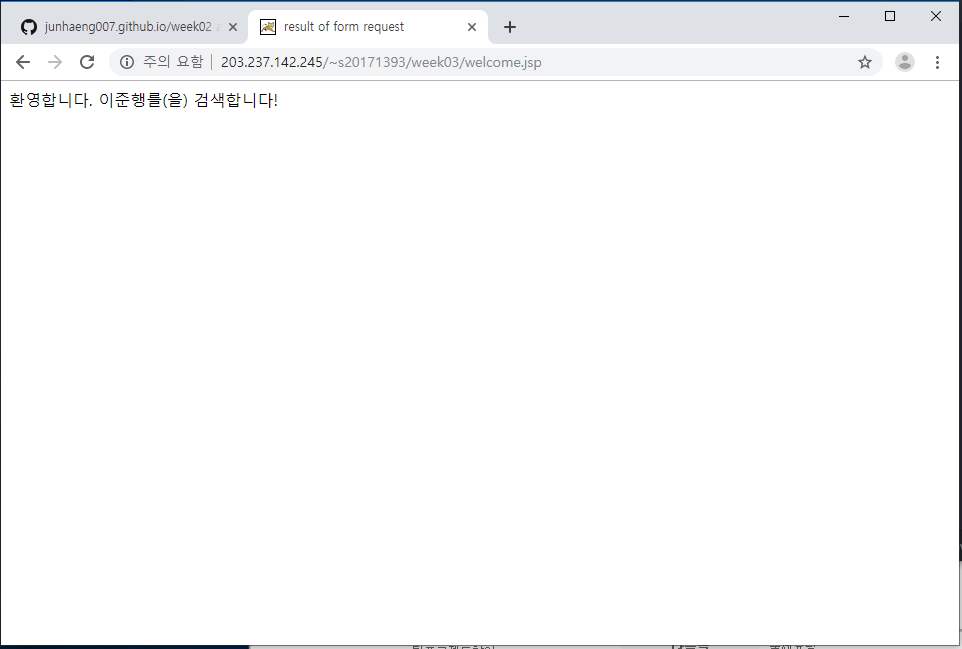 junhaeng007.github.io/week02
result of form request
주의 요함 | 203.237.142.245/~s20171393/week03/welcome.jsp
환영합니다. 이준행를(을) 검색합니다!